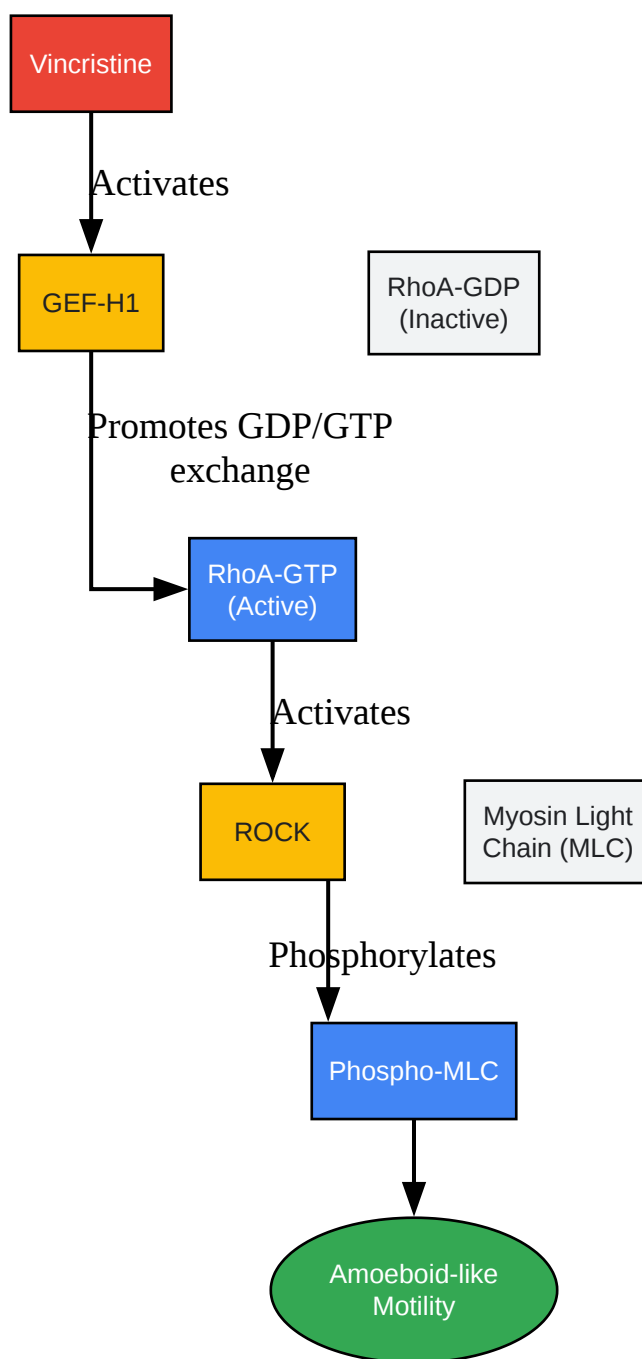 Vincristine
Activates
GEF-H1
RhoA-GDP
(Inactive)
Promotes GDP/GTP
exchange
RhoA-GTP
(Active)
Activates
ROCK
Myosin Light
Chain (MLC)
Phosphorylates
Phospho-MLC
Amoeboid-like
Motility